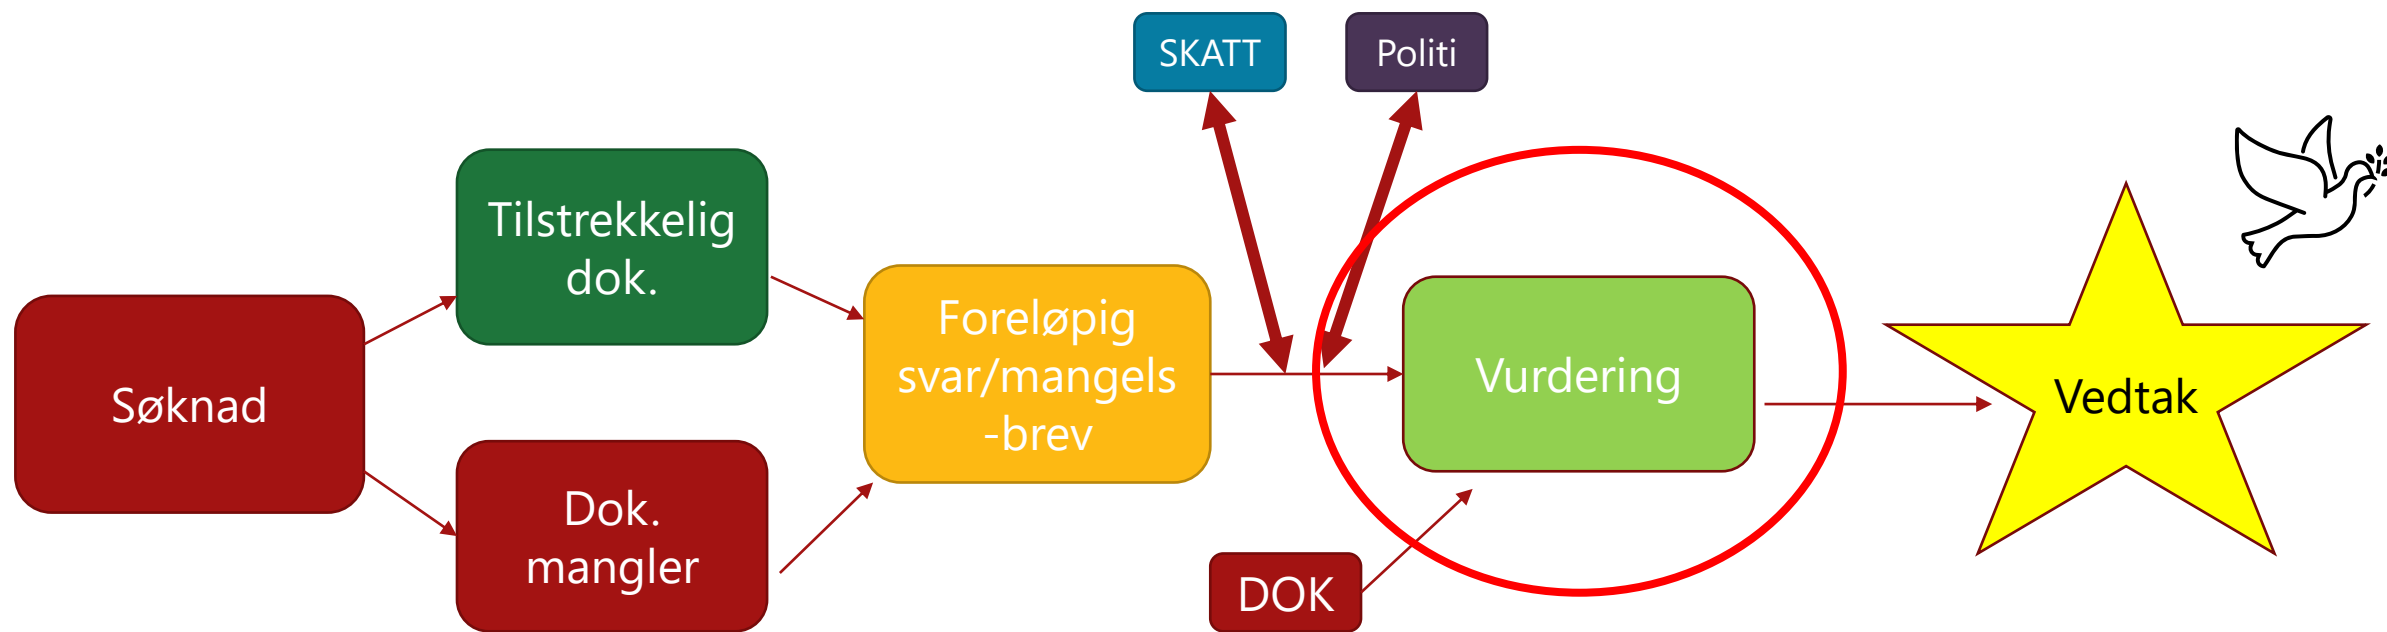 SKATT
Politi
Tilstrekkelig
dok.
Søknad
Dok.
mangler
Foreløpig
svar/mangels
-brev
Vurdering
DOK
Vedtak